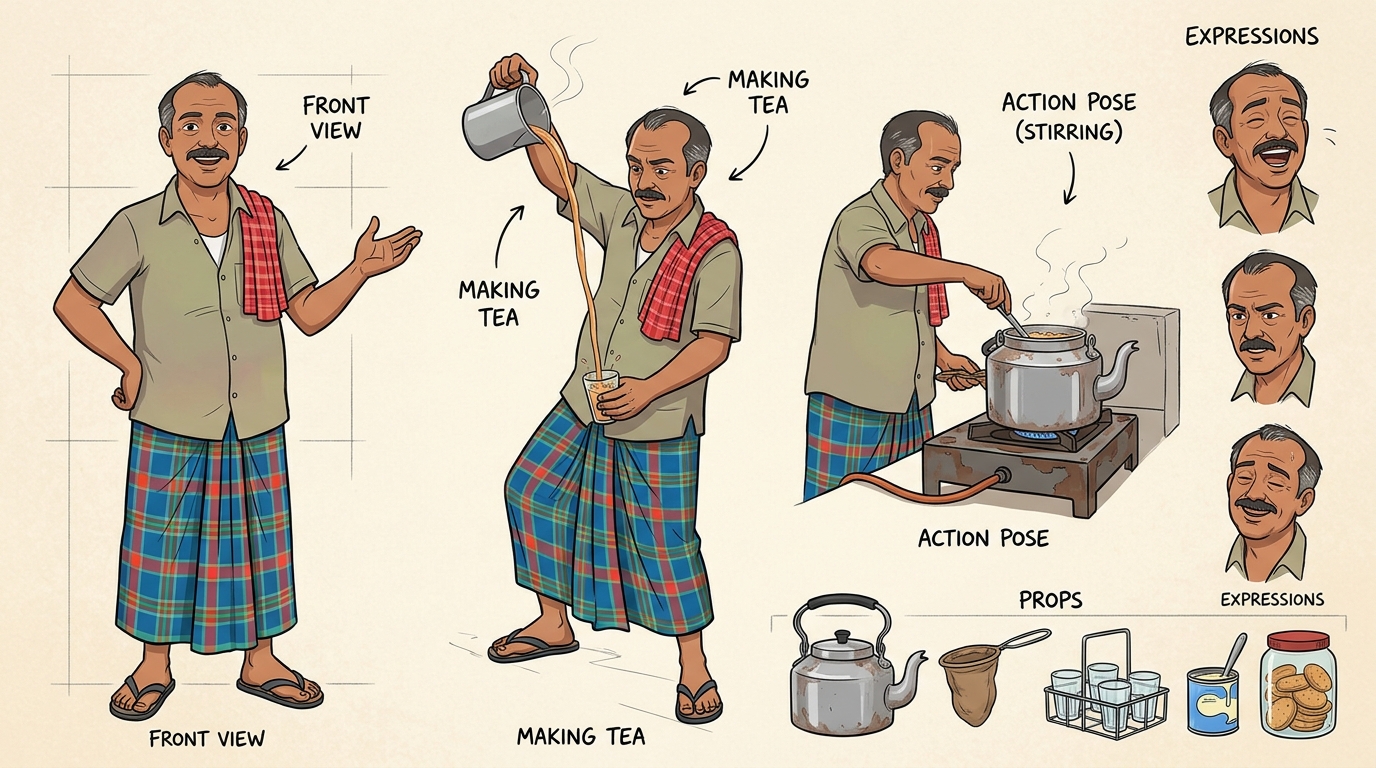 FRONT
VIEW
FRONT VIEW
MAKING
TEA
MAKING
TEA
MAKING TEA
ACTION POSE
(STIRRING)
ACTION POSE
EXPRESSIONS
EXPRESSIONS
PROPS